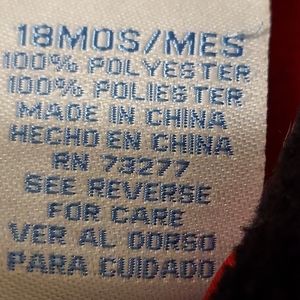 18MOS/MES
100% POLYESTER
100% POLIESTER
MADE IN CHINA
HECHO EN CHINA
RN 73277
SEE REVERSE
FOR CARE
VER AL DORSO
PARA CUIDADO